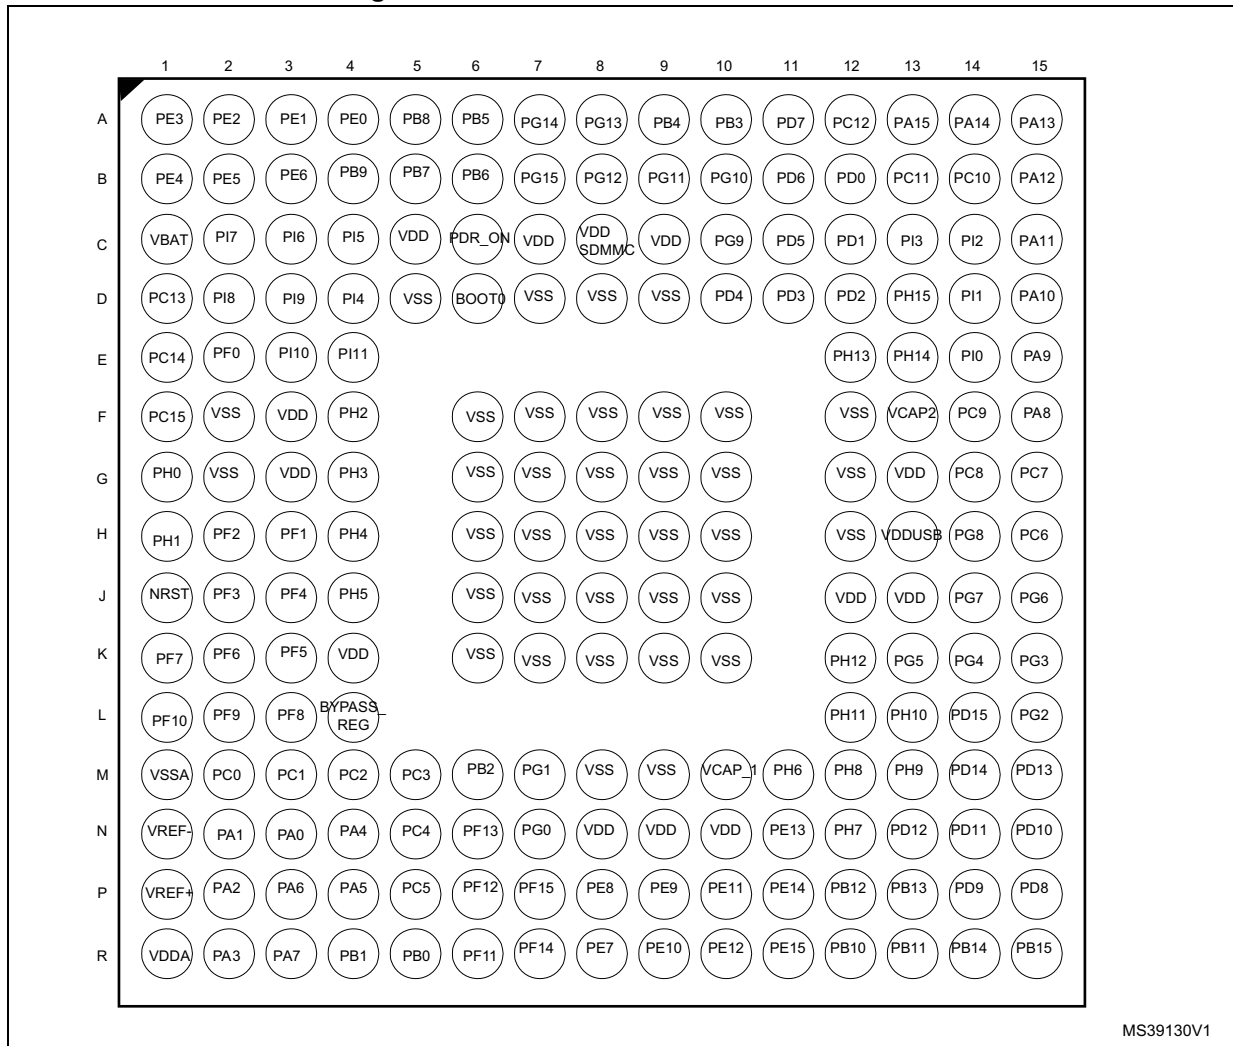 1 2 3 4 5 6 7 8 9 10 11 12 13 14 15
A PE3 PE2 PE1 PE0 PB8 PB5 PG14 PG13 PB4 PB3 PD7 PC12 PA15 PA14 PA13
B PE4 PE5 PE6 PB9 PB7 PB6 PG15 PG12 PG11 PG10 PD6 PD0 PC11 PC10 PA12
C VBAT PI7 PI6 PI5 VDD PDR_ON VDD VDD SDMMC VDD PG9 PD5 PD1 PI3 PI2 PA11
D PC13 PI8 PI9 PI4 VSS BOOT0 VSS VSS VSS PD4 PD3 PD2 PH15 PI1 PA10
E PC14 PF0 PI10 PI11 PH13 PH14 PI0 PA9
F PC15 VSS VDD PH2 VSS VSS VSS VSS VSS VSS VCAP2 PC9 PA8
G PH0 VSS VDD PH3 VSS VSS VSS VSS VSS VSS VDD PC8 PC7
H PH1 PF2 PF1 PH4 VSS VSS VSS VSS VSS VSS VDDUSB PG8 PC6
J NRST PF3 PF4 PH5 VSS VSS VSS VSS VSS VDD VDD PG7 PG6
K PF7 PF6 PF5 VDD VSS VSS VSS VSS VSS PH12 PG5 PG4 PG3
L PF10 PF9 PF8 BYPASS_ REG PH11 PH10 PD15 PG2
M VSSA PC0 PC1 PC2 PC3 PB2 PG1 VSS VSS VCAP_1 PH6 PH8 PH9 PD14 PD13
N VREF- PA1 PA0 PA4 PC4 PF13 PG0 VDD VDD VDD PE13 PH7 PD12 PD11 PD10
P VREF+ PA2 PA6 PA5 PC5 PF12 PF15 PE8 PE9 PE11 PE14 PB12 PB13 PD9 PD8
R VDDA PA3 PA7 PB1 PB0 PF11 PF14 PE7 PE10 PE12 PE15 PB10 PB11 PB14 PB15
MS39130V1